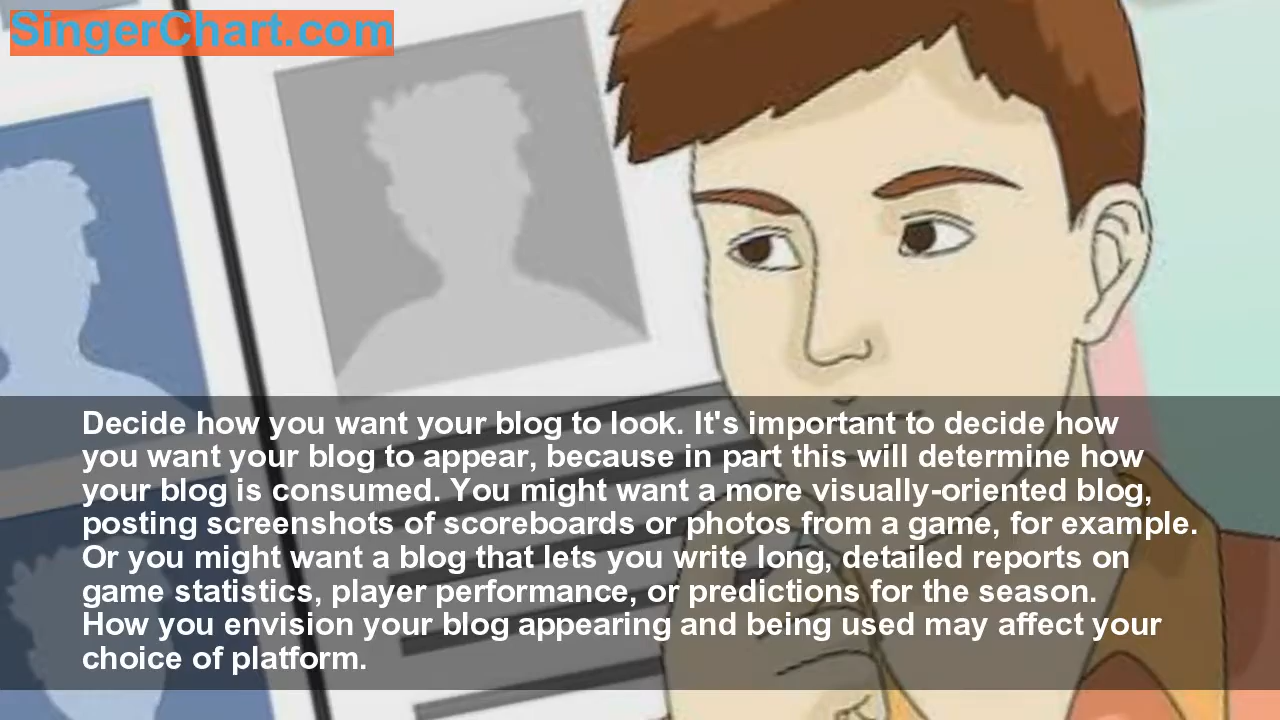 SingerChart.com
Decide how you want your blog to look. It's important to decide how
you want your blog to appear, because in part this will determine how
your blog is consumed. You might want a more visually-oriented blog,
posting screenshots of scoreboards or photos from a game, for example.
Or you might want a blog that lets you write long, detailed reports on
game statistics, player performance, or predictions for the season.
How you envision your blog appearing and being used may affect your
choice of platform.